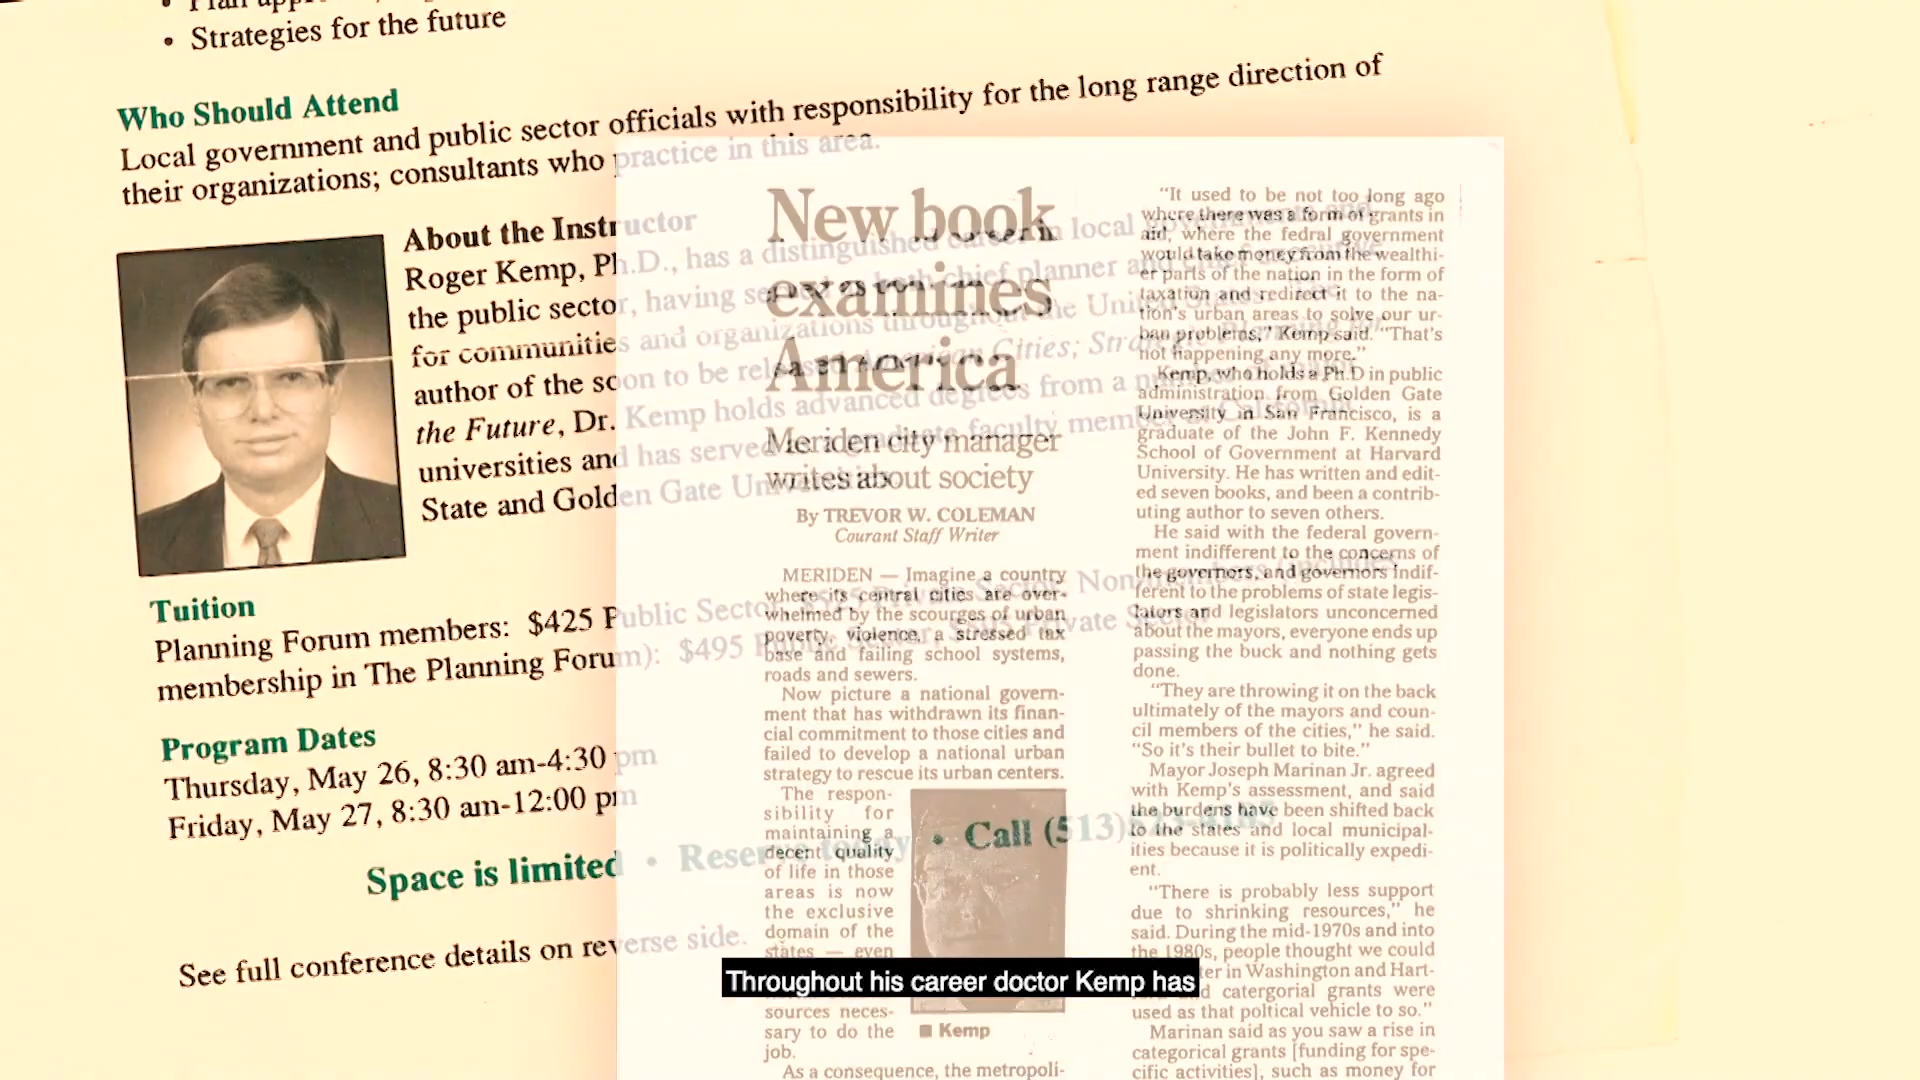 • Strategies for the future
Who Should Attend
Local government and public sector officials with responsibility for the long range direction of
their organizations; consultants who practice in this area.
About the Instructor
Roger Kemp, Ph.D., has a distinguished career in local
the public sector, having served as both chief planner
for communities and organizations throughout the United
author of the soon to be released American Cities; Strategic
the Future, Dr. Kemp holds advanced degrees from a
universities and has served faculty member
State and Golden Gate
Tuition
Planning Forum members: $425 Public Sector; Private Sector Non
membership in The Planning Forum): $495 Private Sector
Program Dates
Thursday, May 26, 8:30 am-4:30 pm
Friday, May 27, 8:30 am-12:00 pm
Space is limited • Reserve today • Call (513)
See full conference details on reverse side.
New book
examines
America
Meriden city manager
writes about society
By TREVOR W. COLEMAN
Courant Staff Writer
MERIDEN — Imagine a country
where its central cities are over-
whelmed by the scourges of urban
poverty, violence, a stressed tax
base and failing school systems,
roads and sewers.
Now picture a national govern-
ment that has withdrawn its finan-
cial commitment to those cities and
failed to develop a national urban
strategy to rescue its urban centers.
The respon-
sibility for
maintaining a
decent quality
of life in those
areas is now
the exclusive
domain of the
states — even
sources neces-
sary to do the
job.
■ Kemp
As a consequence, the metropoli-
"It used to be not too long ago
where there was a form of grants in
aid, where the fedral government
would take money from the wealthi-
er parts of the nation in the form of
taxation and redirect it to the na-
tion's urban areas to solve our ur-
ban problems," Kemp said. "That's
not happening any more."
Kemp, who holds a Ph.D in public
administration from Golden Gate
University in San Francisco, is a
graduate of the John F. Kennedy
School of Government at Harvard
University. He has written and edit-
ed seven books, and been a contrib-
uting author to seven others.
He said with the federal govern-
ment indifferent to the concerns of
the governors, and governors indif-
ferent to the problems of state legis-
lators and legislators unconcerned
about the mayors, everyone ends up
passing the buck and nothing gets
done.
"They are throwing it on the back
ultimately of the mayors and coun-
cil members of the cities," he said.
"So it's their bullet to bite."
Mayor Joseph Marinan Jr. agreed
with Kemp's assessment, and said
the burdens have been shifted back
to the states and local municipal-
ities because it is politically expedi-
ent.
"There is probably less support
due to shrinking resources," he
said. During the mid-1970s and into
the 1980s, people thought we could
in Washington and Hart-
catergorial grants were
used as that poltical vehicle to so."
Marinan said as you saw a rise in
categorical grants [funding for spe-
cific activities], such as money for
Throughout his career doctor Kemp has